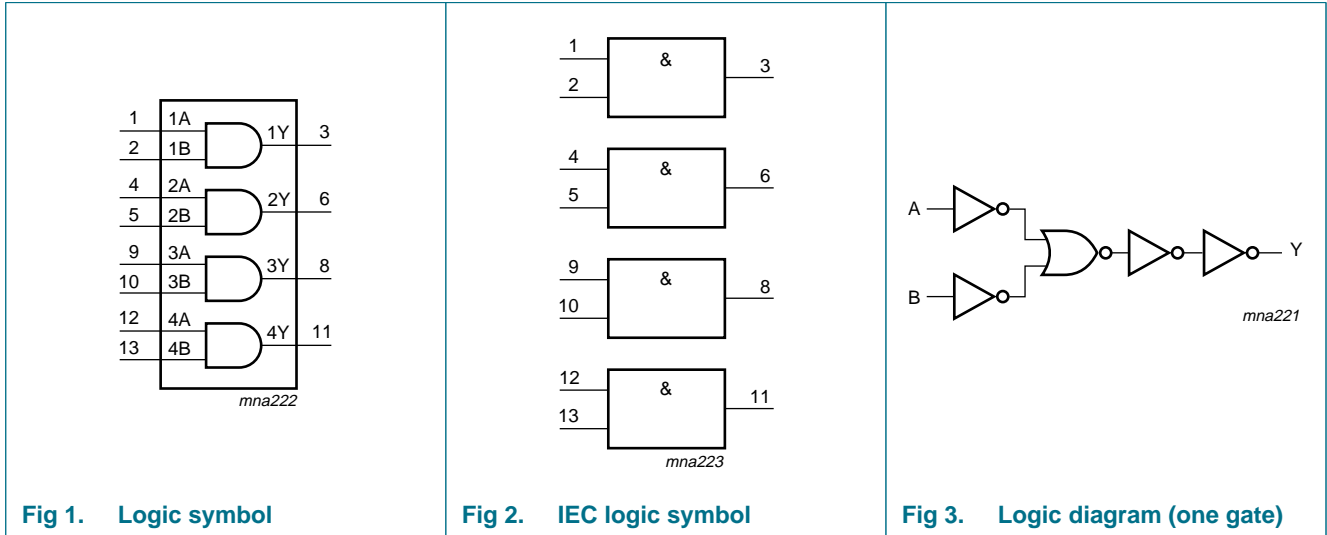 1 1A 1Y 3
2 1B
4 2A 2Y 6
5 2B
9 3A 3Y 8
10 3B
12 4A 4Y 11
13 4B
mna222
Fig 1. Logic symbol
1 & 3
2
4 & 6
5
9 & 8
10
12 & 11
13
mna223
Fig 2. IEC logic symbol
A
Y
B
mna221
Fig 3. Logic diagram (one gate)